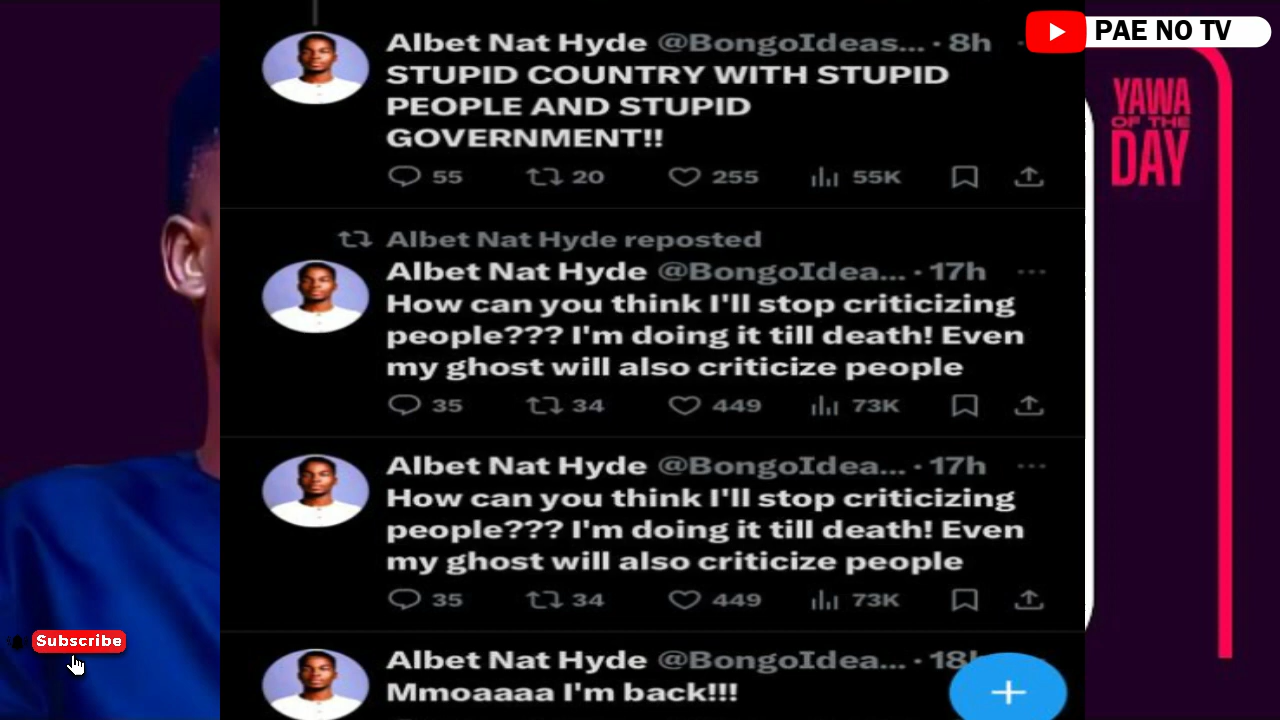 PAE NO TV
YAWA
OF THE
DAY
Albet Nat Hyde @BongoIdeas... · 8h
STUPID COUNTRY WITH STUPID
PEOPLE AND STUPID
GOVERNMENT!!
55 20 255 55K
Albet Nat Hyde reposted
Albet Nat Hyde @BongoIdea... · 17h
How can you think I'll stop criticizing
people??? I'm doing it till death! Even
my ghost will also criticize people
35 34 449 73K
Albet Nat Hyde @BongoIdea... · 17h
How can you think I'll stop criticizing
people??? I'm doing it till death! Even
my ghost will also criticize people
35 34 449 73K
Subscribe
Albet Nat Hyde @BongoIdea... · 18h
Mmoaaaa I'm back!!!